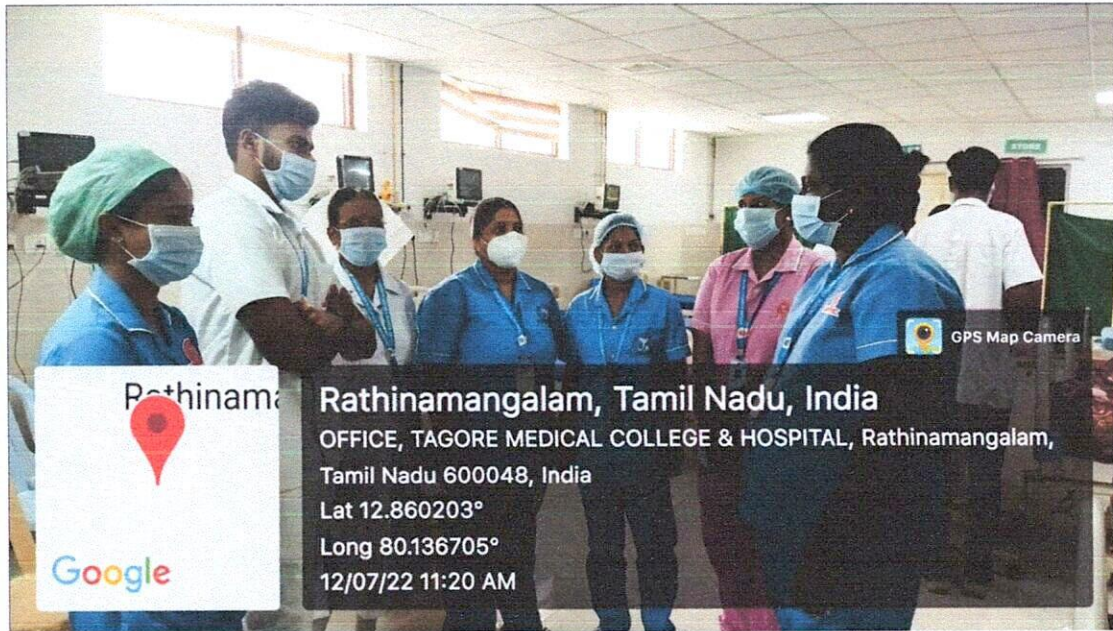 STORE
GPS Map Camera
Rathinama
Rathinamangalam, Tamil Nadu, India
OFFICE, TAGORE MEDICAL COLLEGE & HOSPITAL, Rathinamangalam,
Tamil Nadu 600048, India
Lat 12.860203°
Long 80.136705°
12/07/22 11:20 AM
Google